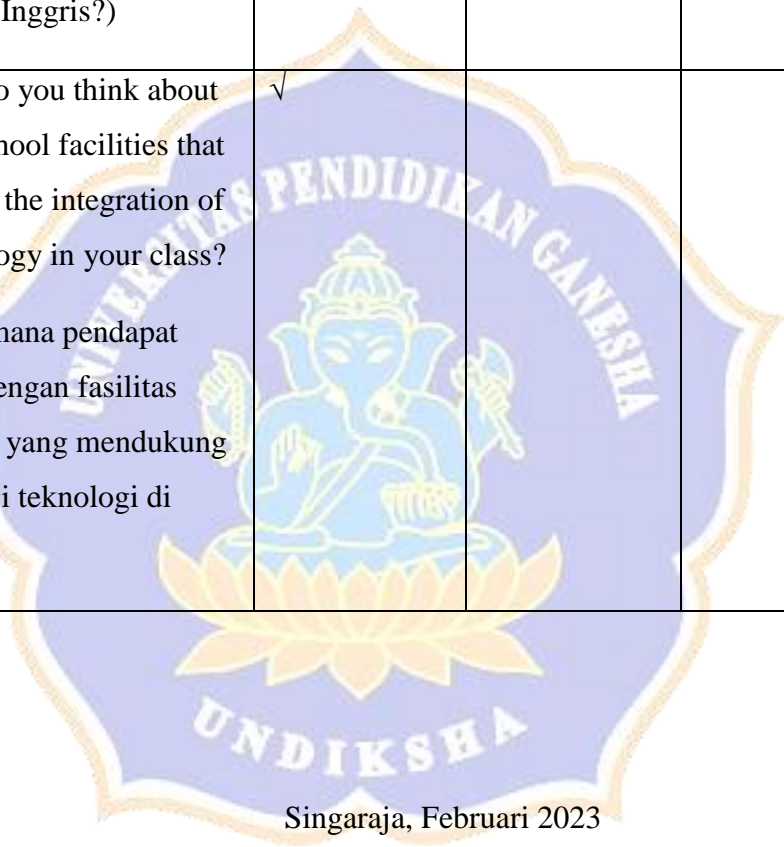 Inggris?)
o you think about
√
hool facilities that
the integration of
ogy in your class?
nana pendapat
engan fasilitas
yang mendukung
i teknologi di
UNIVERSITAS PENDIDIKAN GANESHA
UNDIKSHA
Singaraja, Februari 2023